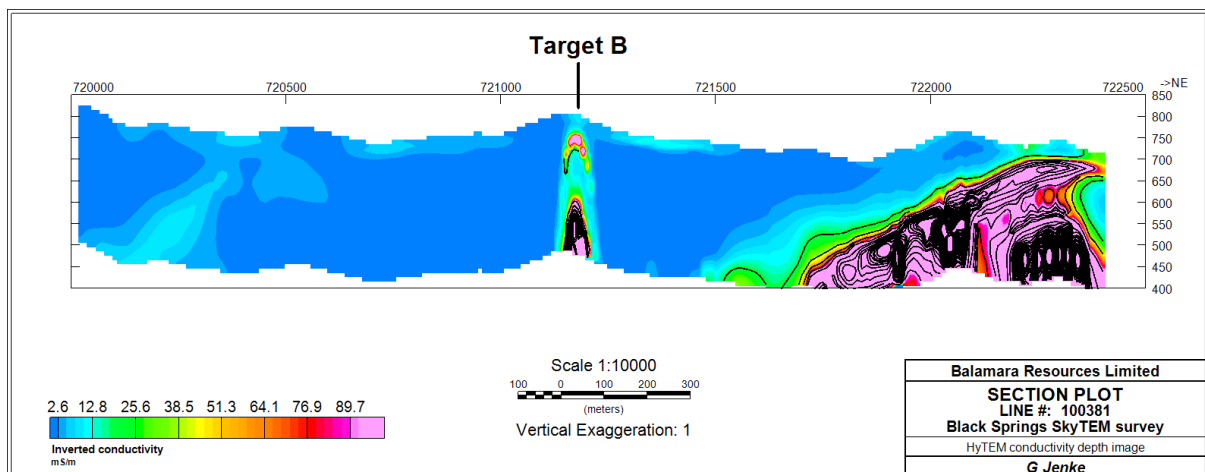 Target B
720000 720500 721000 721500 722000 722500 ->NE
850
800
750
700
650
600
550
500
450
400
Scale 1:10000
100 0 100 200 300
(meters)
Vertical Exaggeration: 1
2.6 12.8 25.6 38.5 51.3 64.1 76.9 89.7
Inverted conductivity
mS/m
Balamara Resources Limited
SECTION PLOT
LINE #: 100381
Black Springs SkyTEM survey
HyTEM conductivity depth image
G Jenke